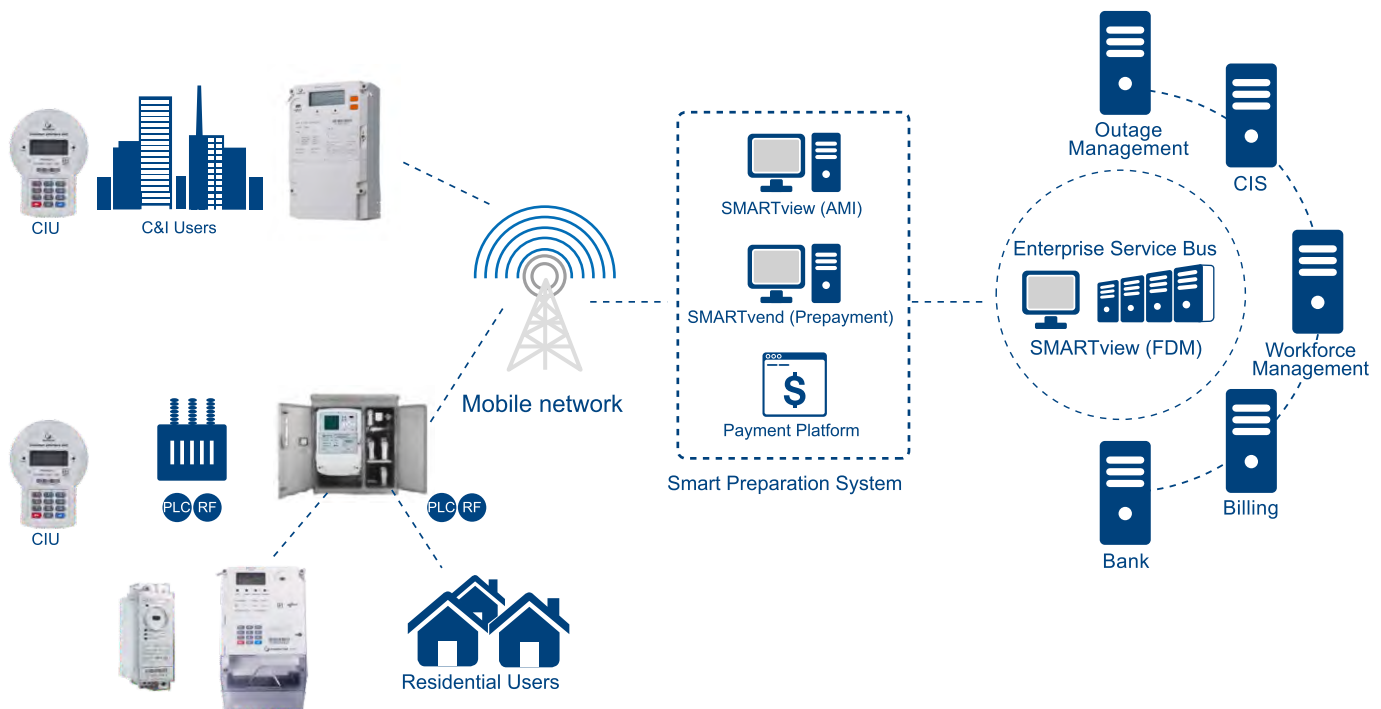 CIU
C&I Users
Mobile network
CIU
PLC RF
PLC RF
Residential Users
SMARTview (AMI)
SMARTvend (Prepayment)
$
Payment Platform
Smart Preparation System
Enterprise Service Bus
SMARTview (FDM)
Outage
Management
CIS
Workforce
Management
Billing
Bank